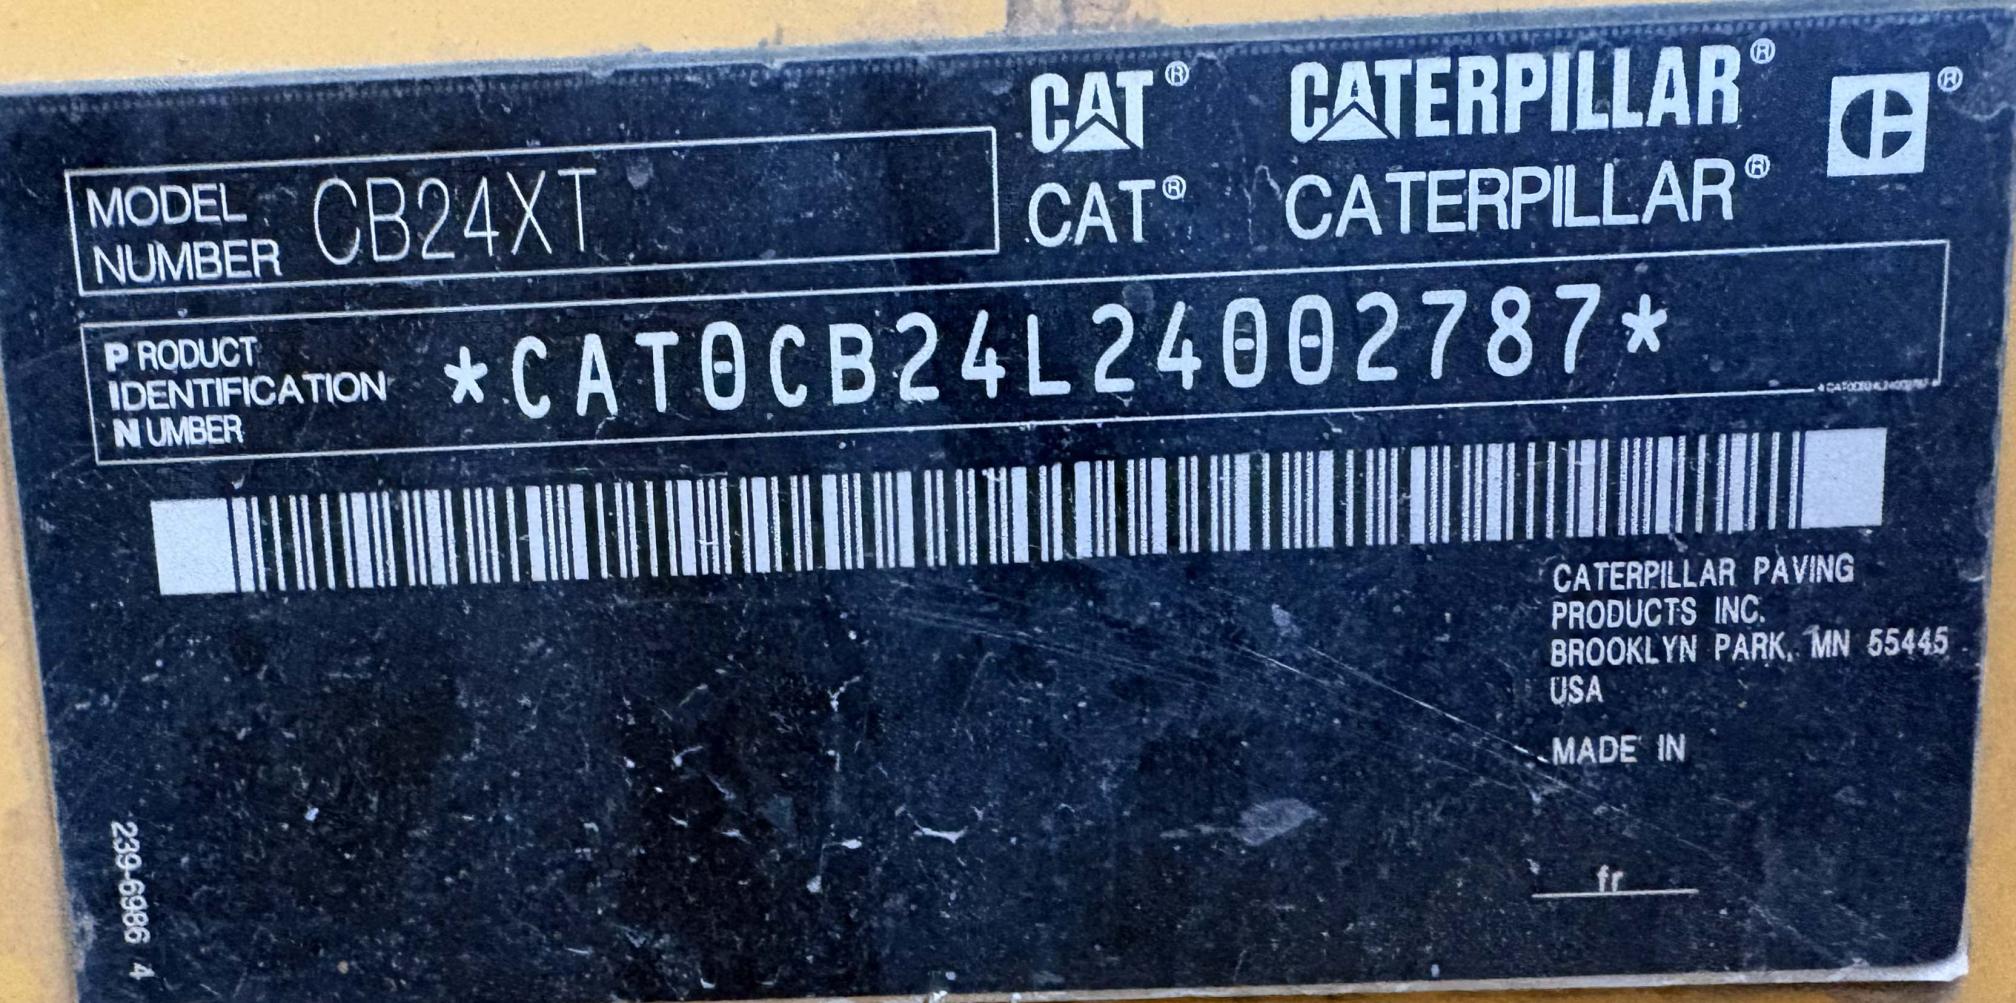 CAT® CATERPILLAR® ®
CAT® CATERPILLAR®
MODEL
NUMBER CB24XT
PRODUCT
IDENTIFICATION
NUMBER
*CAT0CB24L24002787*
CATERPILLAR PAVING
PRODUCTS INC.
BROOKLYN PARK, MN 55445
USA
MADE IN
fr
239-6986 4